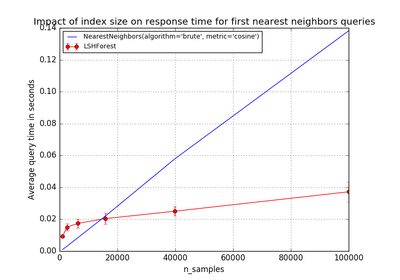 Impact of index size on response time for first nearest neighbors queries
NearestNeighbors(algorithm='brute', metric='cosine')
LSHForest
Average query time in seconds
0.14
0.12
0.10
0.08
0.06
0.04
0.02
0.00
0 20000 40000 60000 80000 100000
n_samples